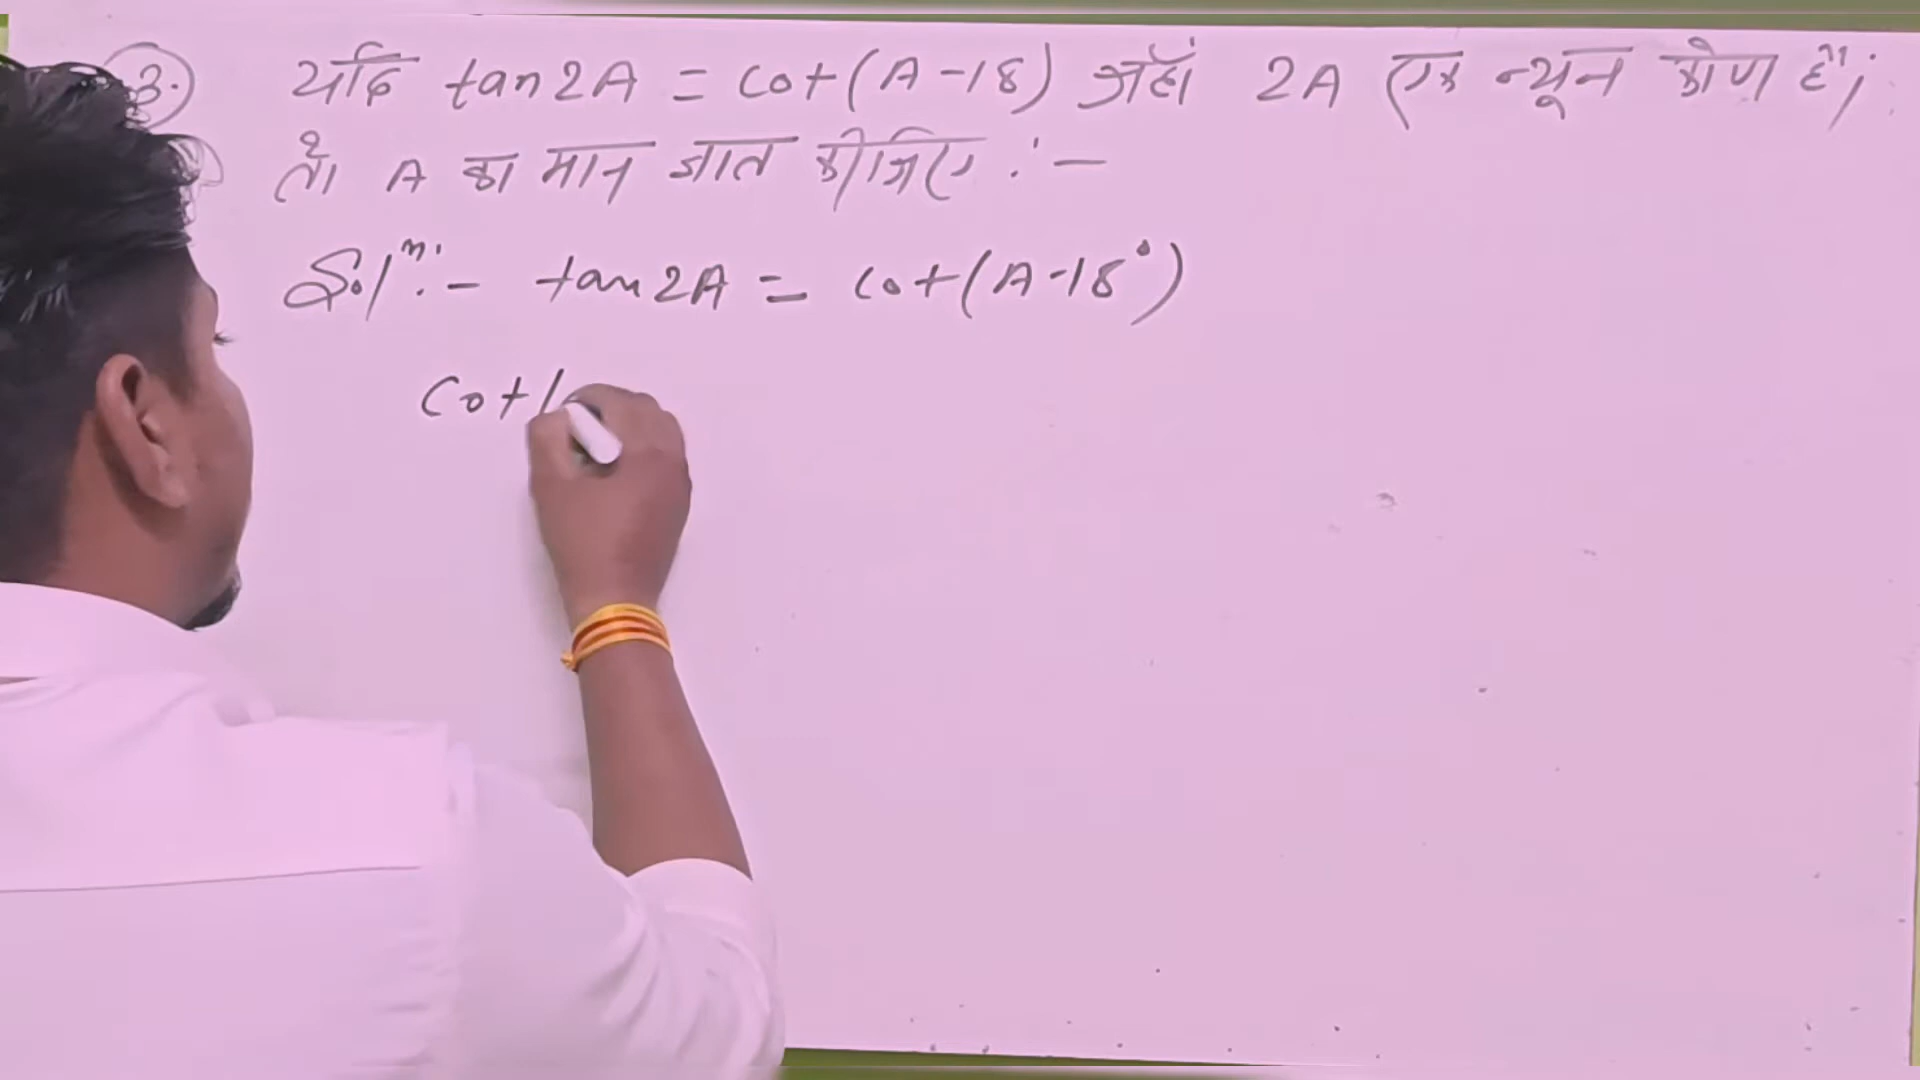 3. यदि tan2A = cot(A-18) जहाँ 2A एक न्यून कोण है,
तो A का मान ज्ञात कीजिए :-
Solⁿ:- tan2A = cot(A-18°)
cot(